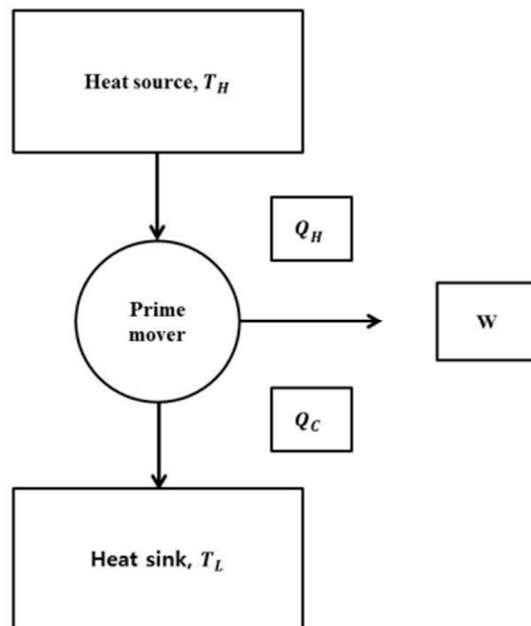 Heat source, T_H
Q_H
Prime
mover
W
Q_C
Heat sink, T_L